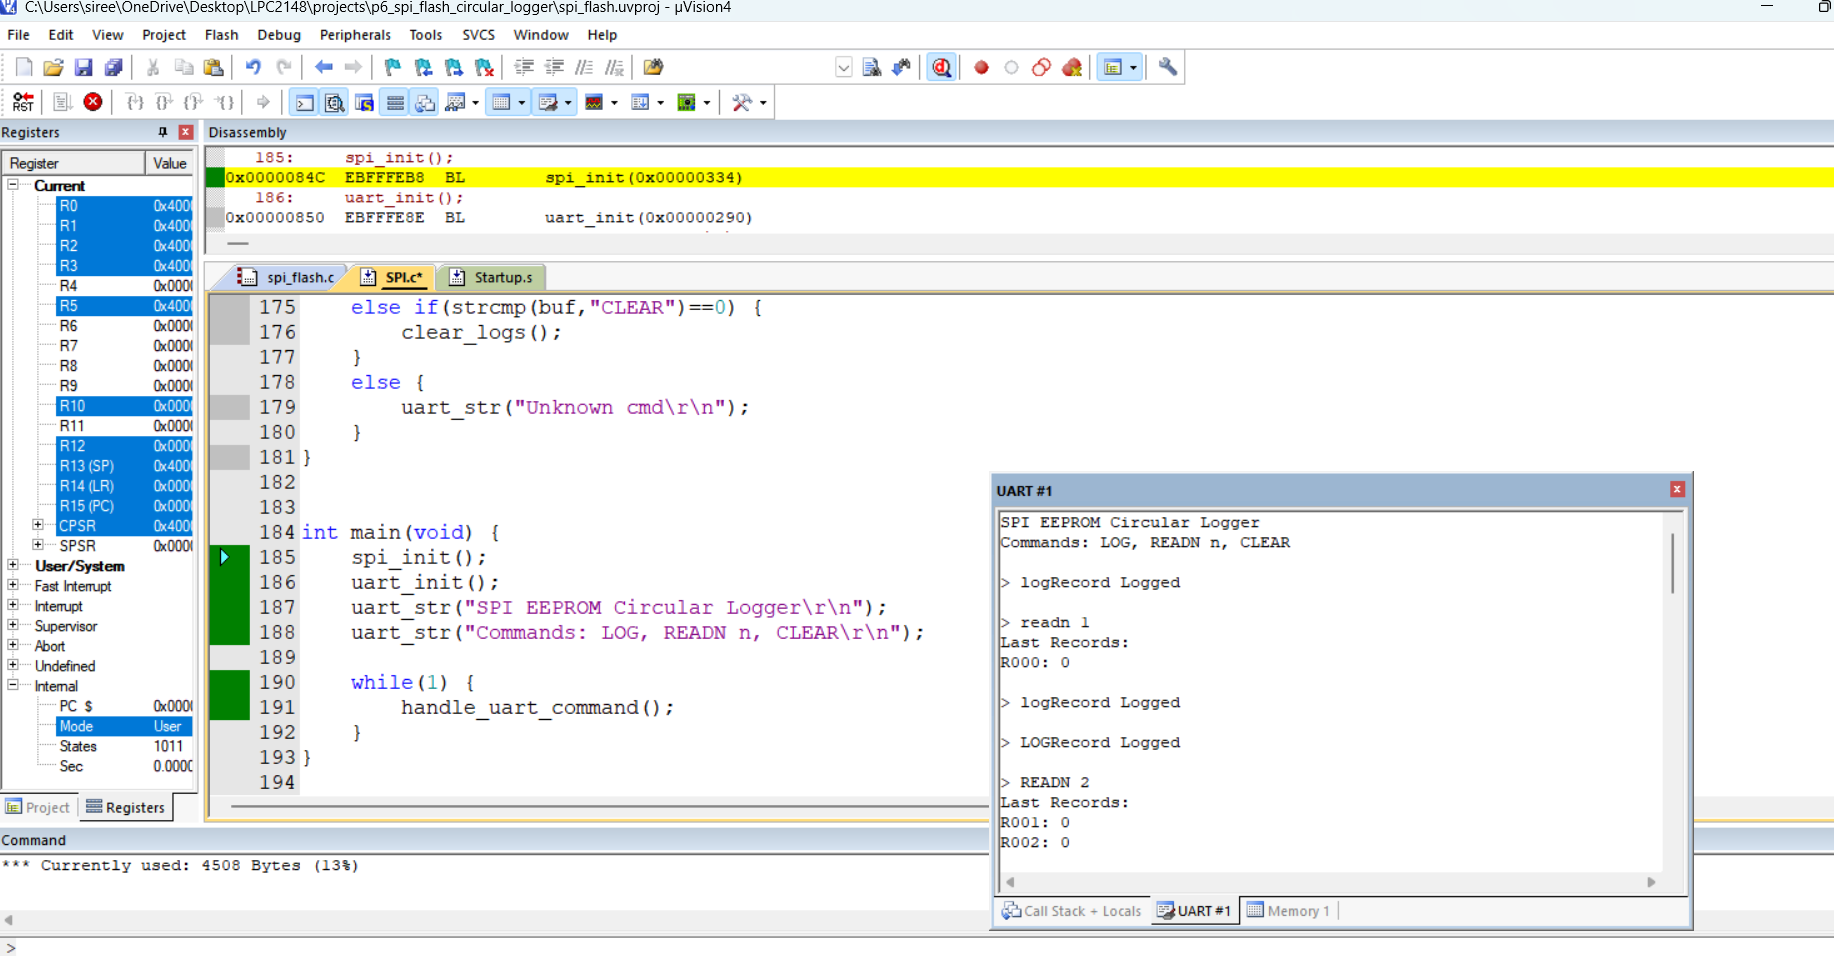 C:\Users\siree\OneDrive\Desktop\LPC2148\projects\p6_spi_flash_circular_logger\spi_flash.uvproj - µVision4
File Edit View Project Flash Debug Peripherals Tools SVCS Window Help
RST
Registers
Register Value
Current
R0 0x400
R1 0x400
R2 0x400
R3 0x400
R4 0x000
R5 0x400
R6 0x000
R7 0x000
R8 0x000
R9 0x000
R10 0x000
R11 0x000
R12 0x000
R13 (SP) 0x400
R14 (LR) 0x000
R15 (PC) 0x000
CPSR 0x400
SPSR 0x000
User/System
Fast Interrupt
Interrupt
Supervisor
Abort
Undefined
Internal
PC $ 0x000
Mode User
States 1011
Sec 0.0000
Project Registers
Disassembly
185: spi_init();
0x0000084C EBFFFEB8 BL spi_init(0x00000334)
186: uart_init();
0x00000850 EBFFFE8E BL uart_init(0x00000290)
spi_flash.c SPI.c* Startup.s
175 else if(strcmp(buf,"CLEAR")==0) {
176 clear_logs();
177 }
178 else {
179 uart_str("Unknown cmd\r\n");
180 }
181 }
182
183
184 int main(void) {
185 spi_init();
186 uart_init();
187 uart_str("SPI EEPROM Circular Logger\r\n");
188 uart_str("Commands: LOG, READN n, CLEAR\r\n");
189
190 while(1) {
191 handle_uart_command();
192 }
193 }
194
UART #1
SPI EEPROM Circular Logger
Commands: LOG, READN n, CLEAR
> logRecord Logged
> readn 1
Last Records:
R000: 0
> logRecord Logged
> LOGRecord Logged
> READN 2
Last Records:
R001: 0
R002: 0
Call Stack + Locals UART #1 Memory 1
Command
*** Currently used: 4508 Bytes (13%)
>